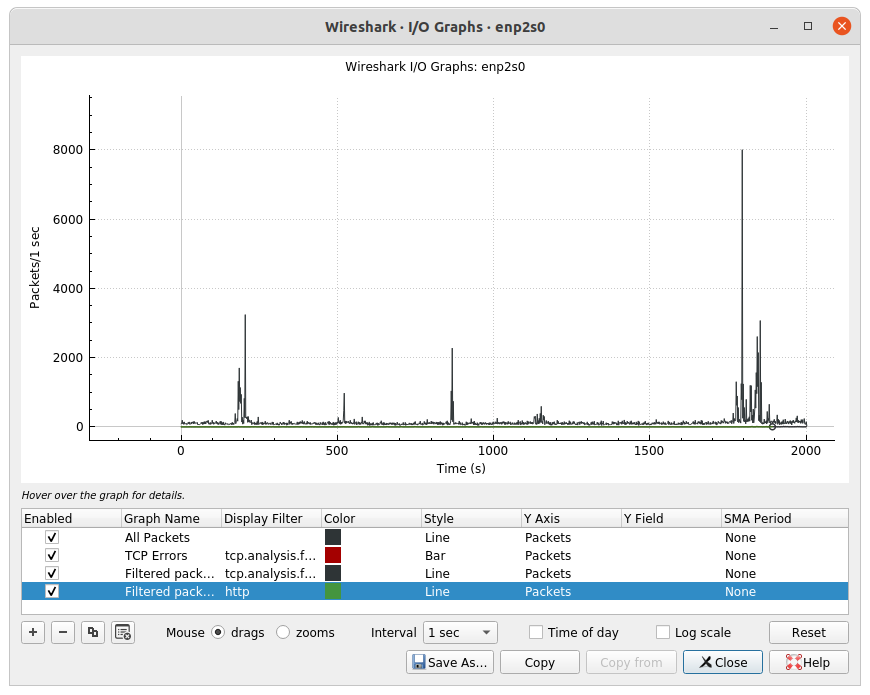 Wireshark · I/O Graphs · enp2s0
Wireshark I/O Graphs: enp2s0
Packets/1 sec
8000
6000
4000
2000
0
0 500 1000 1500 2000
Time (s)
Hover over the graph for details.
Enabled Graph Name Display Filter Color Style Y Axis Y Field SMA Period
All Packets Line Packets None
TCP Errors tcp.analysis.f... Bar Packets None
Filtered pack... tcp.analysis.f... Line Packets None
Filtered pack... http Line Packets None
Mouse drags zooms Interval 1 sec Time of day Log scale Reset
Save As... Copy Copy from Close Help